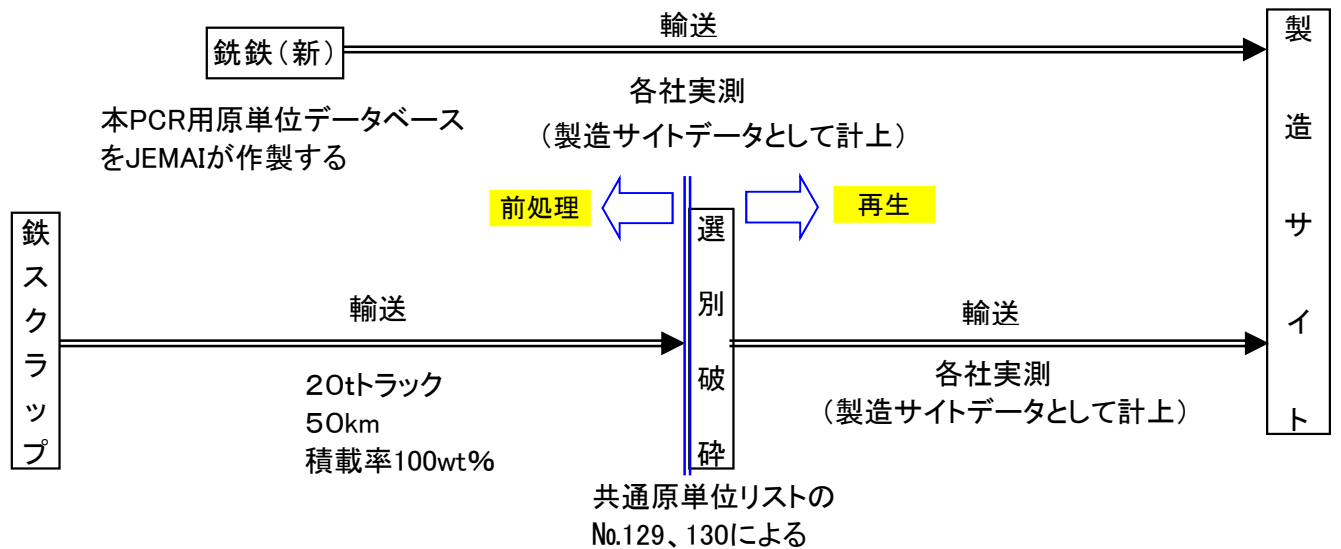 輸送
銑鉄(新)
各社実測
(製造サイトデータとして計上)
本PCR用原単位データベース
をJEMAIが作製する
製造サイト
前処理
再生
鉄スクラップ
選別破砕
輸送
20tトラック
50km
積載率100wt%
輸送
各社実測
(製造サイトデータとして計上)
共通原単位リストの
№129、130による